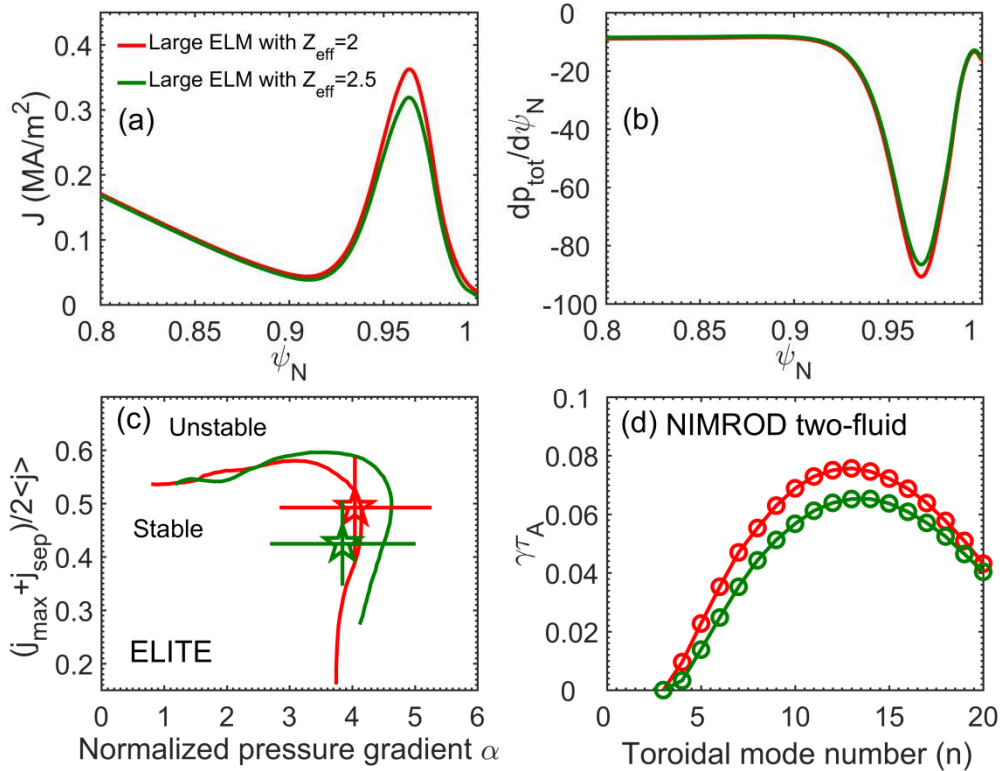 0.4
0.3
0.2
0.1
0
J (MA/m²)
Large ELM with Z_eff=2
Large ELM with Z_eff=2.5
(a)
0.8 0.85 0.9 0.95 1
ψ_N
0
-20
-40
-60
-80
-100
dp_tot/dψ_N
(b)
0.8 0.85 0.9 0.95 1
ψ_N
0.6
0.5
0.4
0.3
0.2
(j_max+j_sep)/2<j>
(c)
Unstable
Stable
ELITE
0 1 2 3 4 5 6
Normalized pressure gradient α
0.1
0.08
0.06
0.04
0.02
0
γτ_A
(d) NIMROD two-fluid
0 5 10 15 20
Toroidal mode number (n)